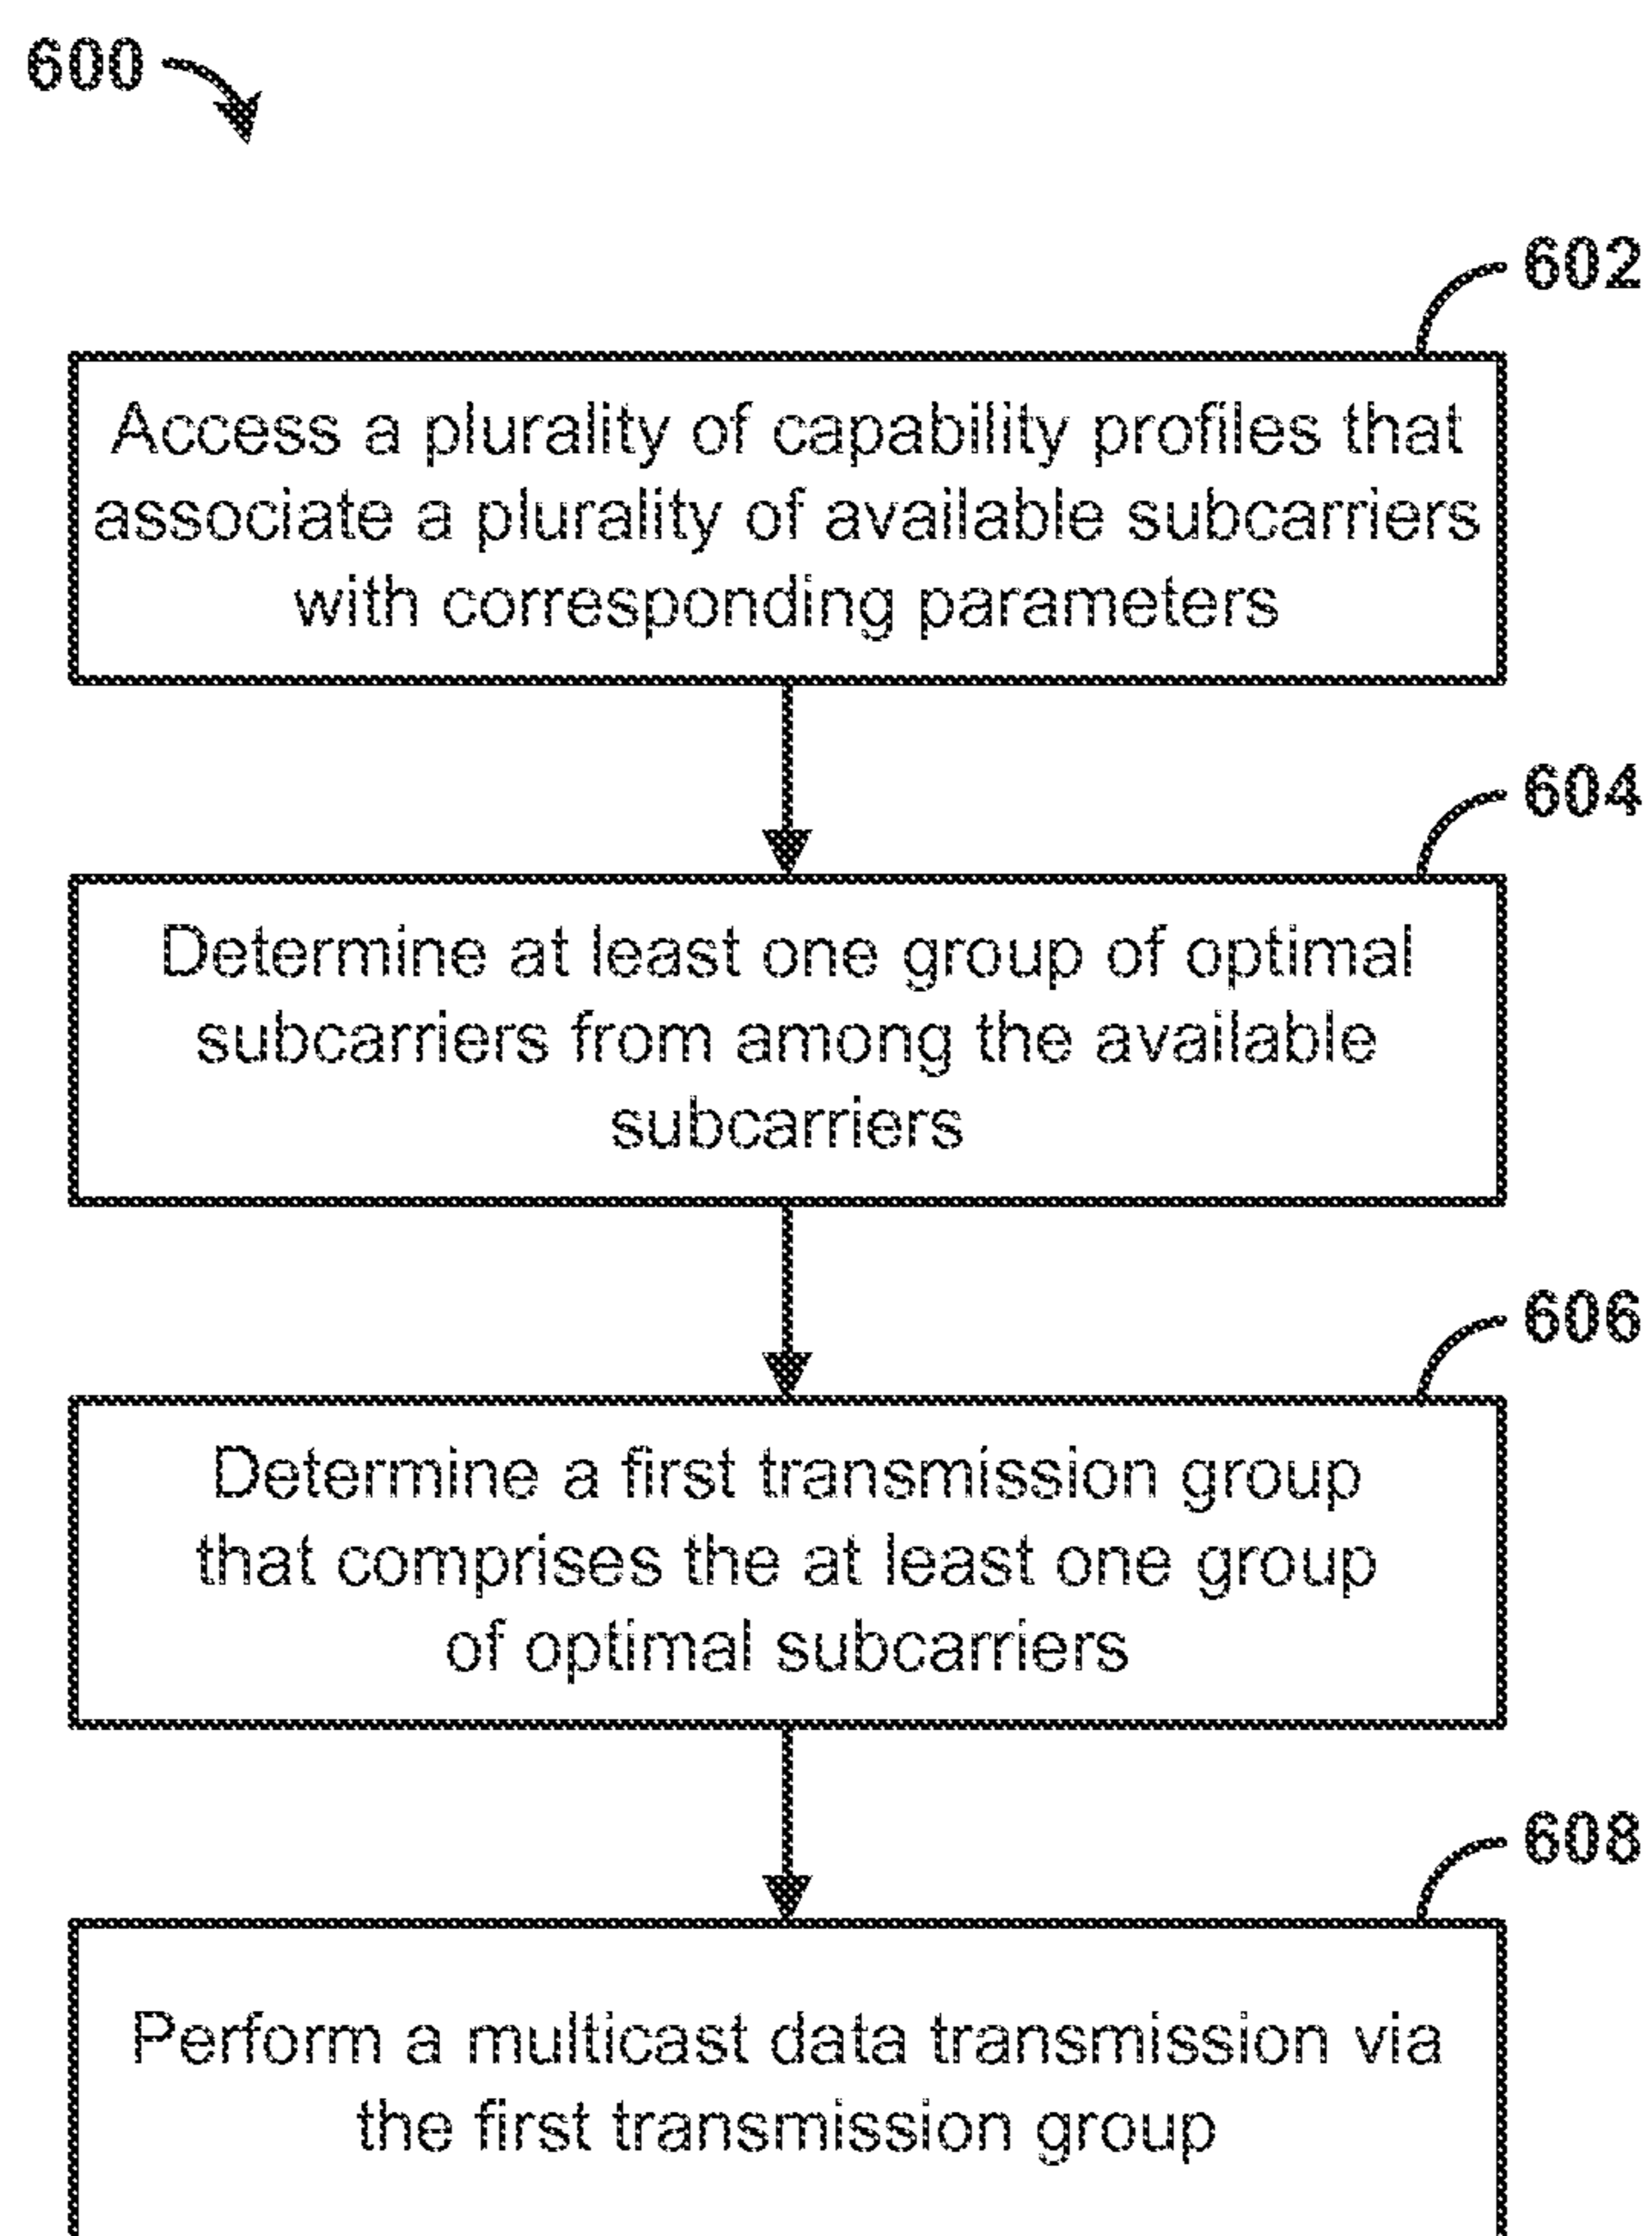 600
602
Access a plurality of capability profiles that
associate a plurality of available subcarriers
with corresponding parameters
604
Determine at least one group of optimal
subcarriers from among the available
subcarriers
606
Determine a first transmission group
that comprises the at least one group
of optimal subcarriers
608
Perform a multicast data transmission via
the first transmission group